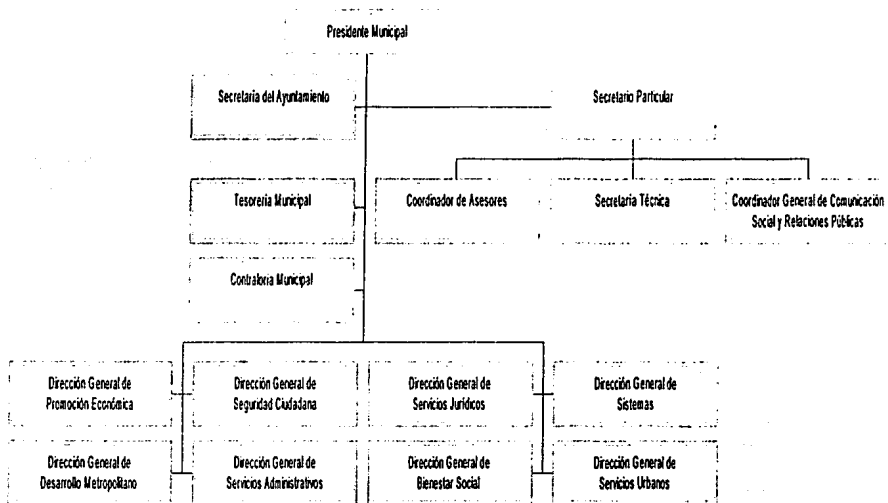 Presidente Municipal
Secretaría del Ayuntamiento
Secretario Particular
Tesorería Municipal
Coordinador de Asesores
Secretaría Técnica
Coordinador General de Comunicación
Social y Relaciones Públicas
Contraloría Municipal
Dirección General de
Promoción Económica
Dirección General de
Seguridad Ciudadana
Dirección General de
Servicios Jurídicos
Dirección General de
Sistemas
Dirección General de
Desarrollo Metropolitano
Dirección General de
Servicios Administrativos
Dirección General de
Bienestar Social
Dirección General de
Servicios Urbanos